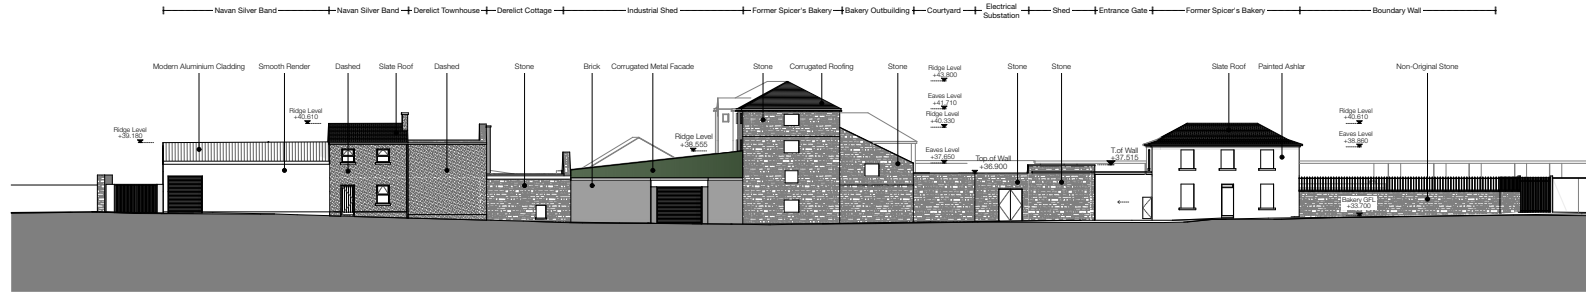 Navan Silver Band
Navan Silver Band
Derelict Townhouse
Derelict Cottage
Industrial Shed
Former Spicer's Bakery
Bakery Outbuilding
Courtyard
Electrical
Substation
Shed
Entrance Gate
Former Spicer's Bakery
Boundary Wall
Modern Aluminium Cladding
Smooth Render
Dashed
Slate Roof
Dashed
Stone
Brick
Corrugated Metal Facade
Stone
Corrugated Roofing
Stone
Stone
Stone
Slate Roof
Painted Ashlar
Non-Original Stone
Ridge Level
+39.180
Ridge Level
+40.610
Ridge Level
+38.555
Ridge Level
+43.800
Eaves Level
+41.710
Ridge Level
+40.330
Eaves Level
+37.650
Top of Wall
+36.900
T.of Wall
+37.515
Ridge Level
+40.610
Eaves Level
+38.860
Bakery GFL
+33.700